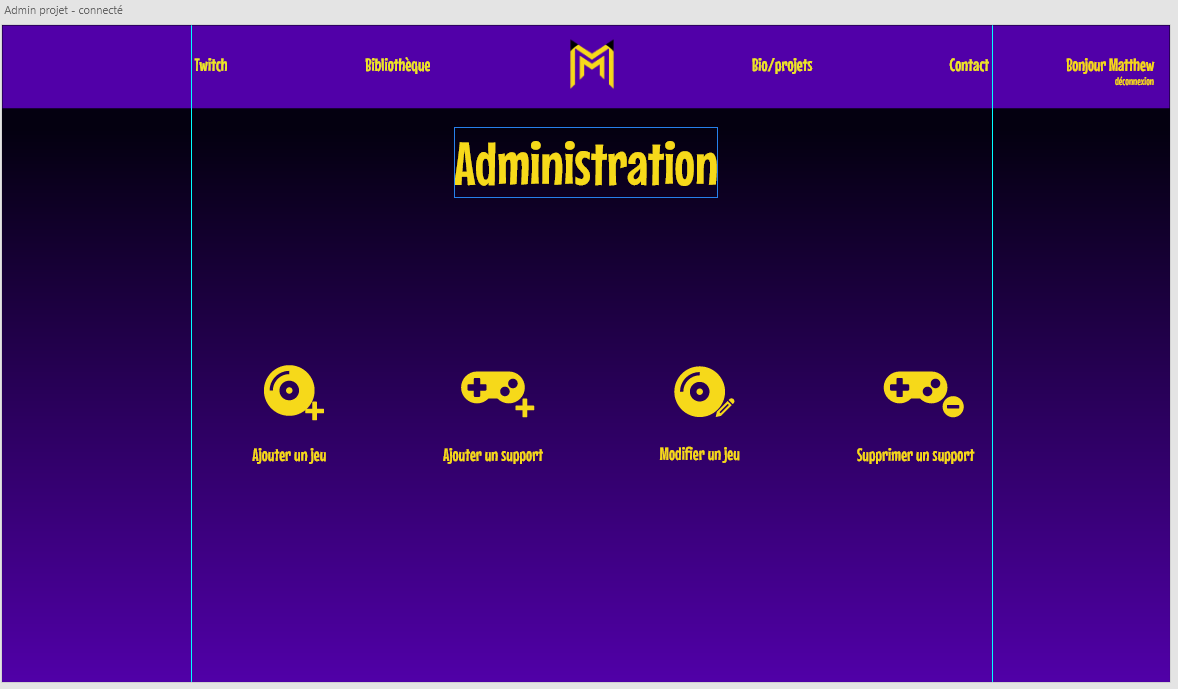 Admin projet - connecté
Twitch
Bibliothèque
M
Bio/projets
Contact
Bonjour Matthew
déconnexion
Administration
Ajouter un jeu
Ajouter un support
Modifier un jeu
Supprimer un support